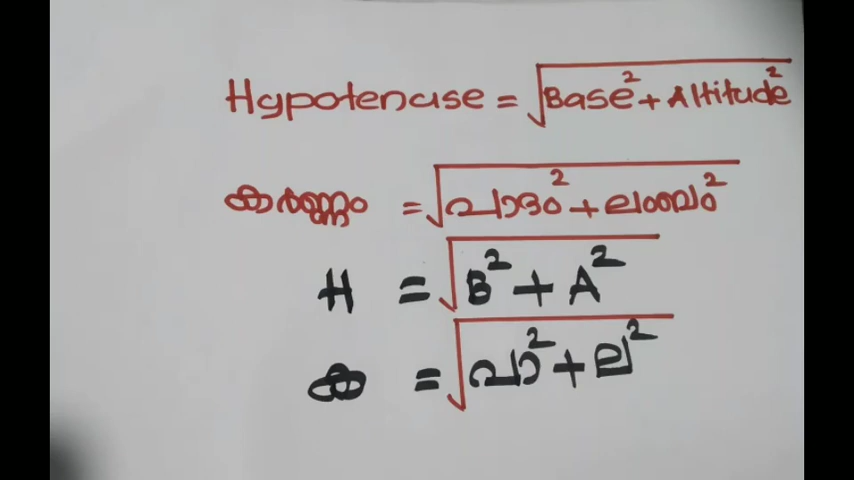 Hypotenuse = √Base² + Altitude²
കർണ്ണം = √പാദം² + ലംബം²
H = √B² + A²
ക = √പാ² + ല²